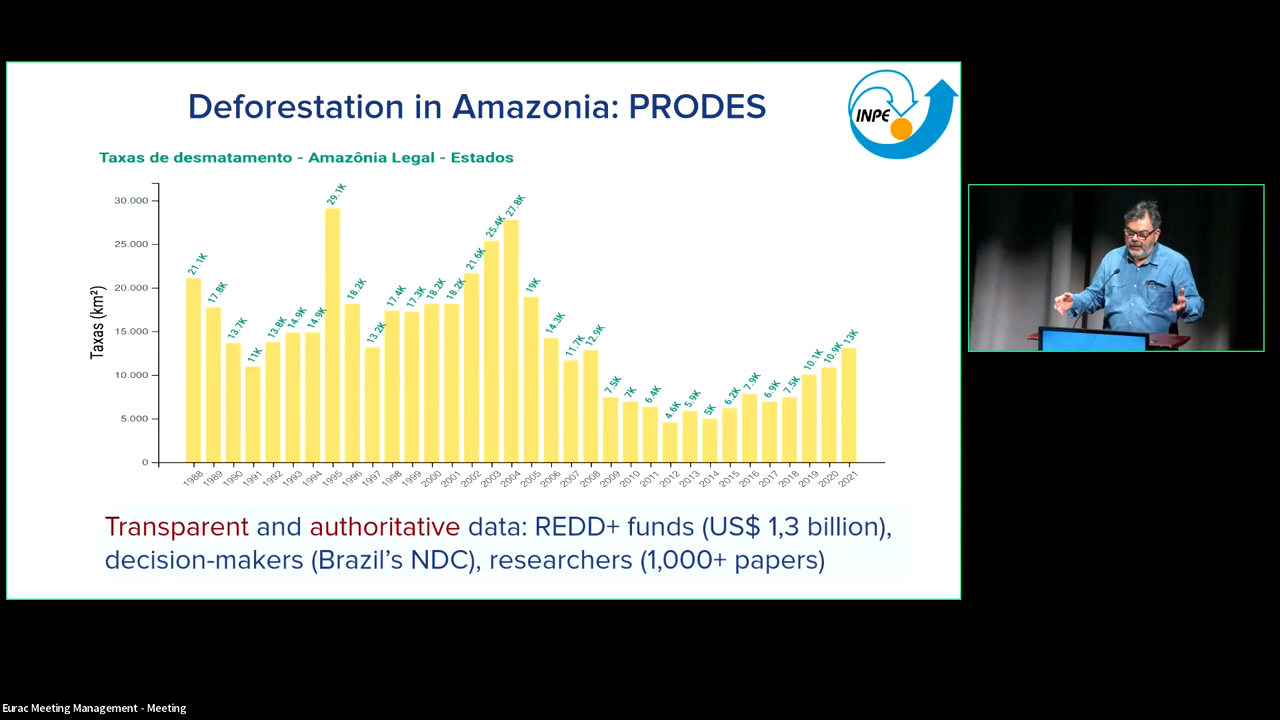 Deforestation in Amazonia: PRODES
INPE
Taxas de desmatamento - Amazônia Legal - Estados
Taxas (km²)
30.000
25.000
20.000
15.000
10.000
5.000
0
21.1K
17.8K
13.7K
11K
13.8K
14.9K
14.9K
29.1K
18.2K
13.2K
17.4K
17.3K
18.2K
18.2K
21.6K
25.4K
27.8K
19K
14.3K
11.7K
12.9K
7.5K
7K
6.4K
4.6K
5.9K
5K
6.2K
7.9K
6.9K
7.5K
10.1K
10.9K
13K
1988
1989
1990
1991
1992
1993
1994
1995
1996
1997
1998
1999
2000
2001
2002
2003
2004
2005
2006
2007
2008
2009
2010
2011
2012
2013
2014
2015
2016
2017
2018
2019
2020
2021
Transparent and authoritative data: REDD+ funds (US$ 1,3 billion),
decision-makers (Brazil’s NDC), researchers (1,000+ papers)
Eurac Meeting Management - Meeting